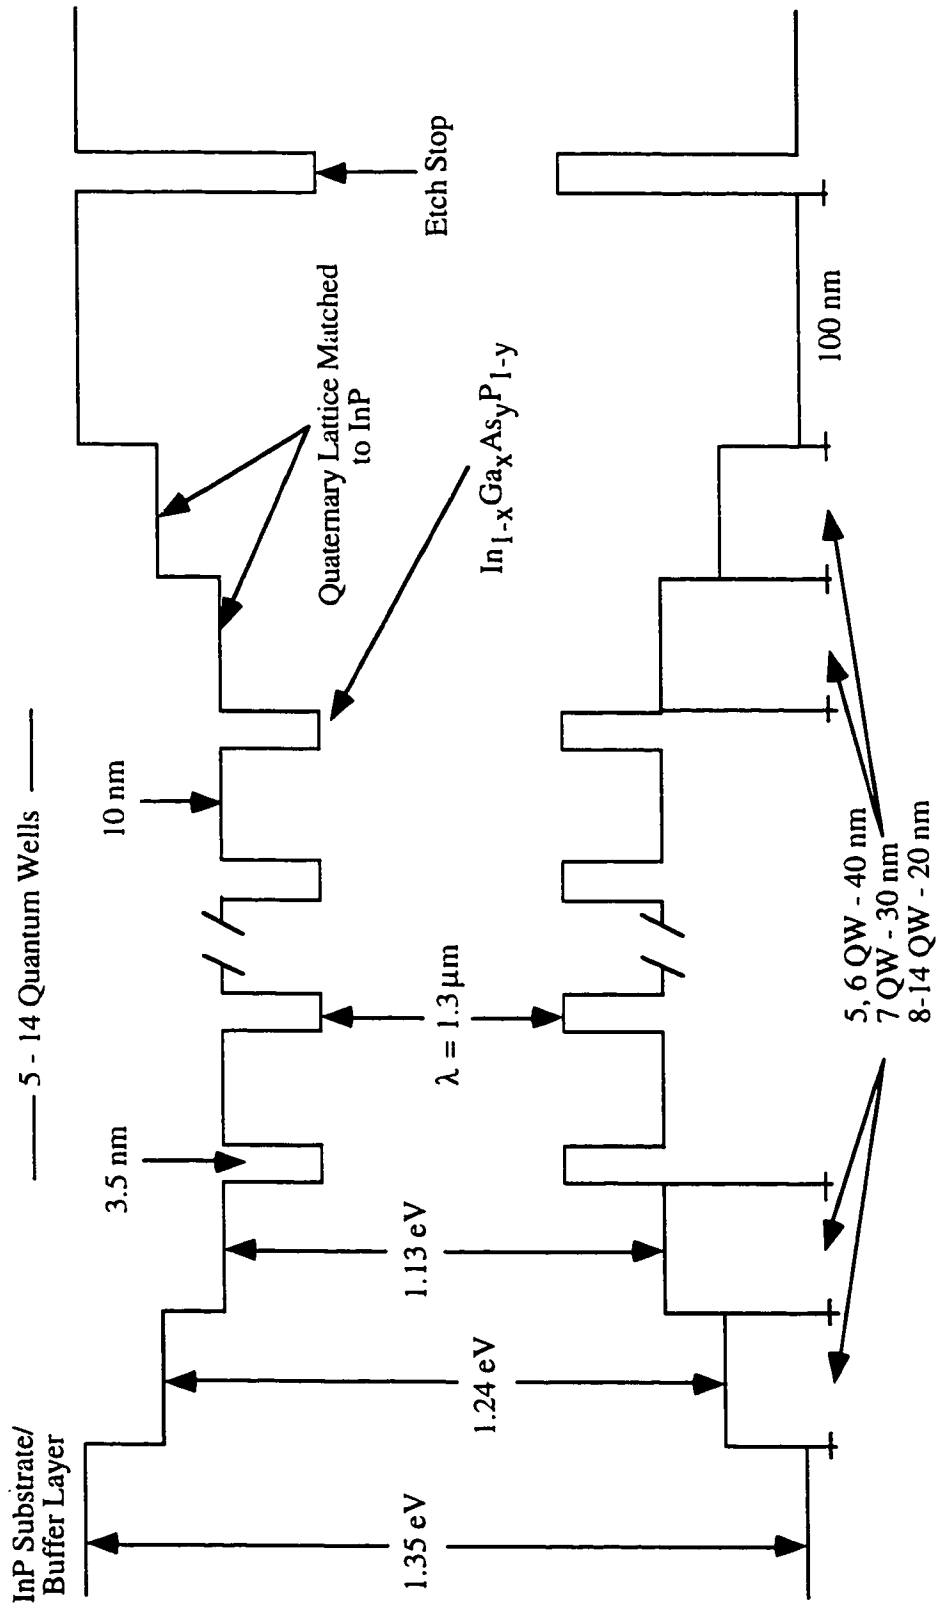 5 - 14 Quantum Wells
InP Substrate/
Buffer Layer
3.5 nm
10 nm
Quaternary Lattice Matched
to InP
Etch Stop
In1-xGaxAsyP1-y
1.35 eV
1.24 eV
1.13 eV
λ = 1.3 μm
100 nm
5, 6 QW - 40 nm
7 QW - 30 nm
8-14 QW - 20 nm